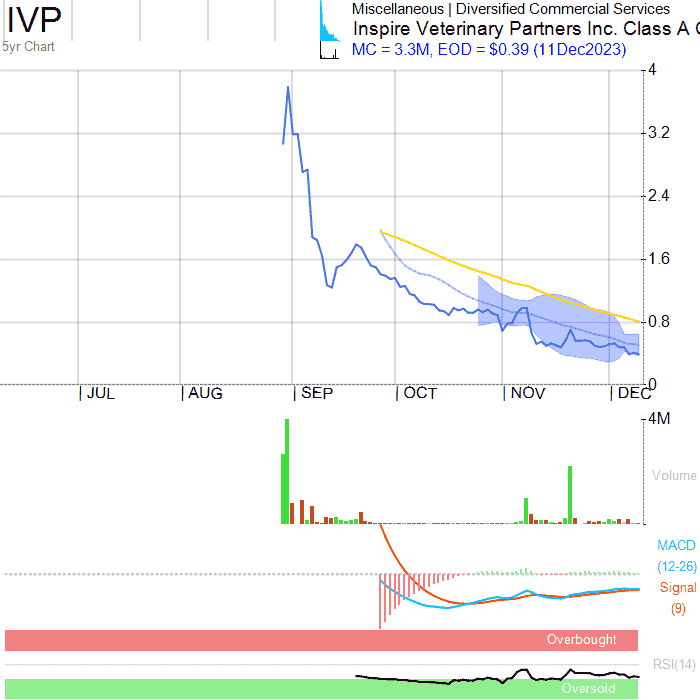 IVP
5yr Chart
Miscellaneous | Diversified Commercial Services
Inspire Veterinary Partners Inc. Class A
MC = 3.3M, EOD = $0.39 (11Dec2023)
4
3.2
2.4
1.6
0.8
0
JUL
AUG
SEP
OCT
NOV
DEC
4M
Volume
MACD
(12-26)
Signal
(9)
Overbought
RSI(14)
Oversold